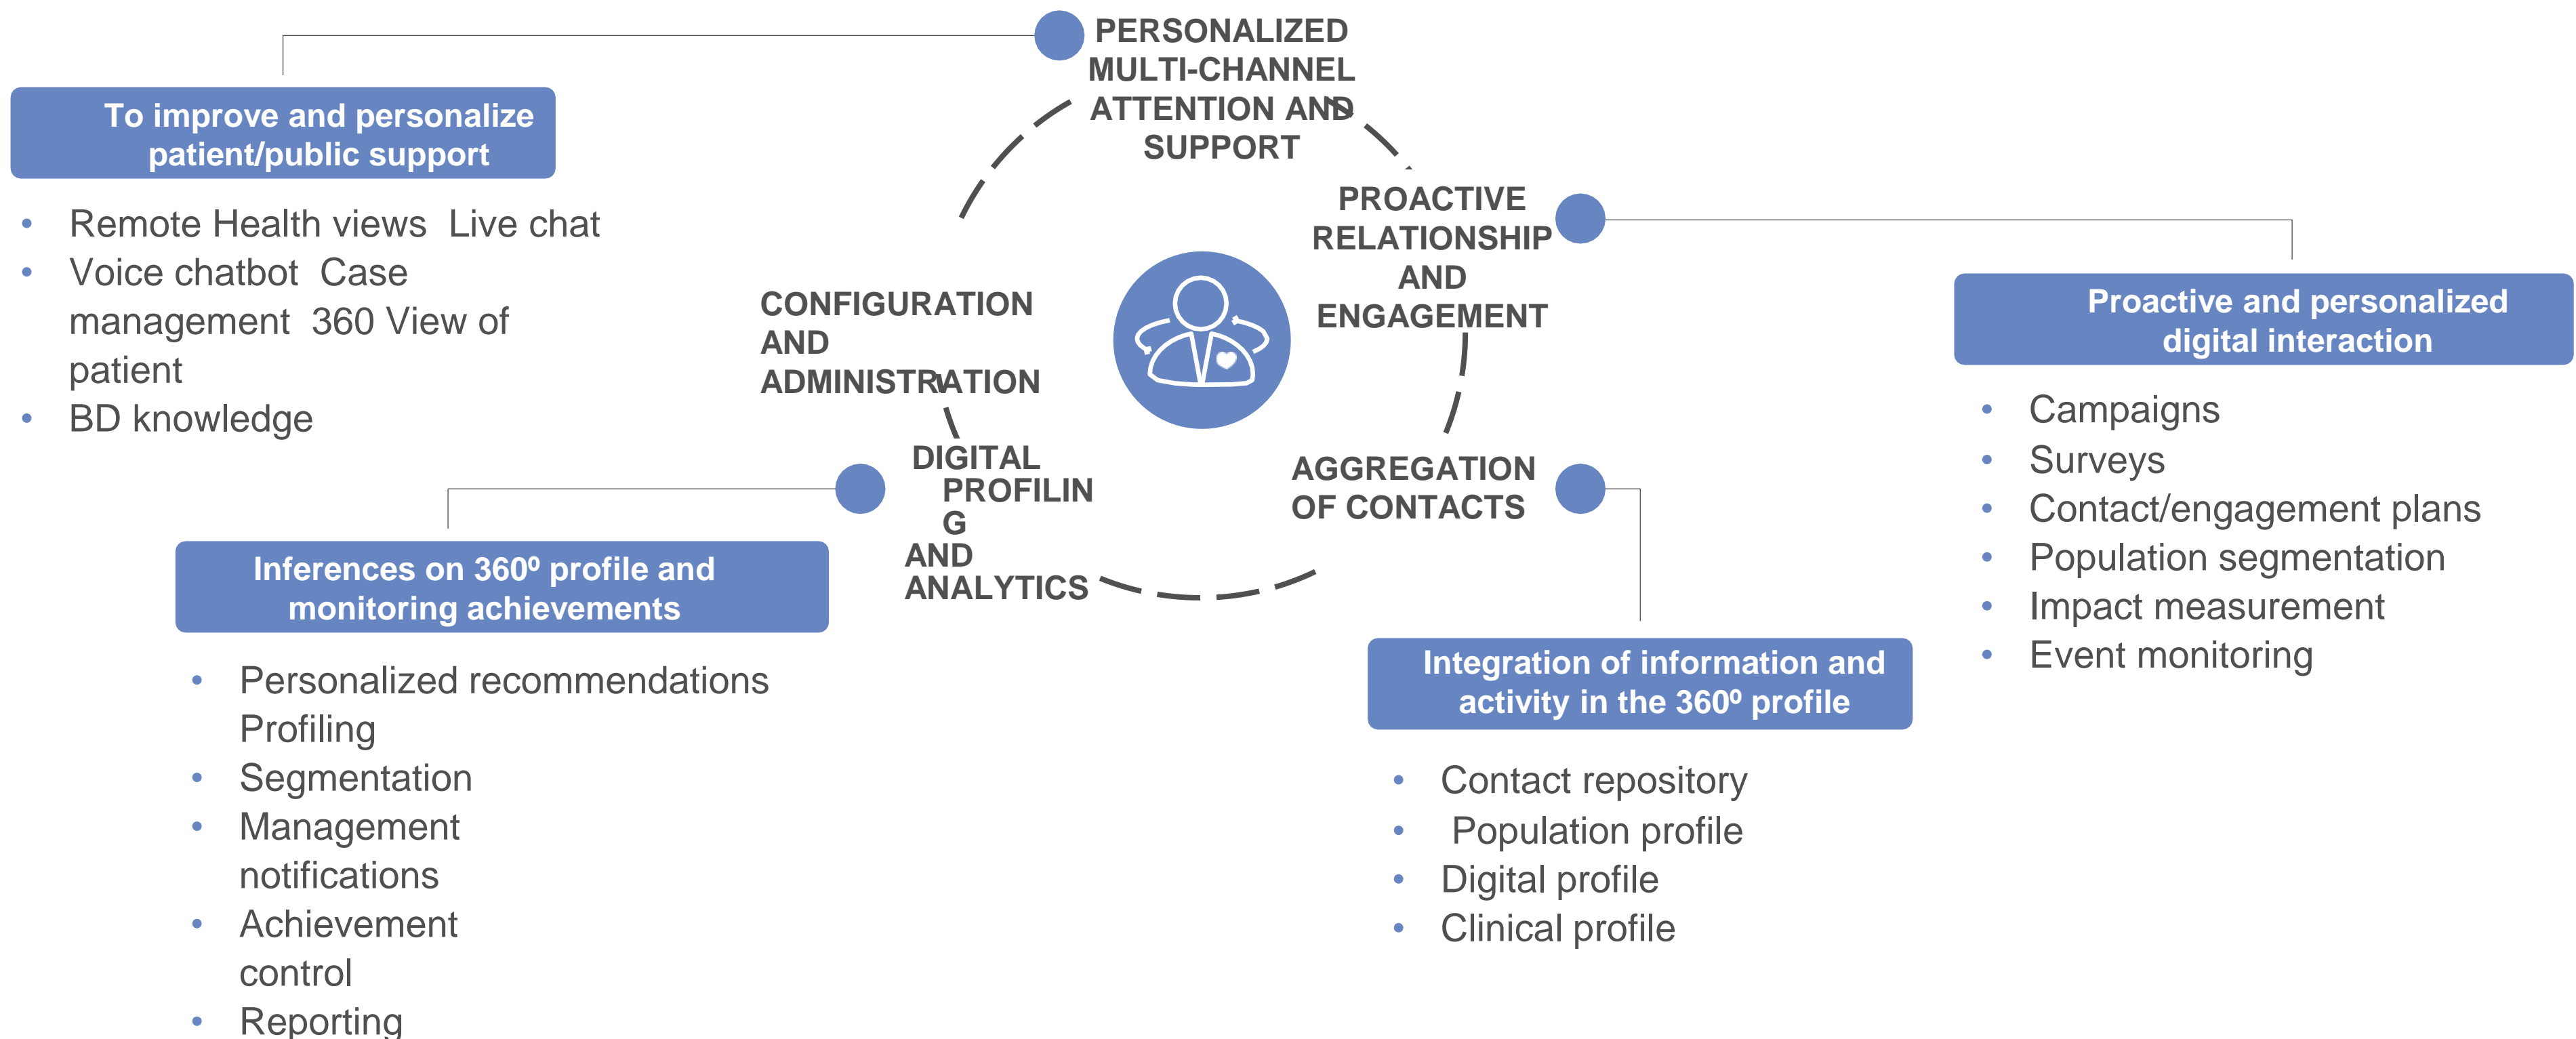 PERSONALIZED
MULTI-CHANNEL
ATTENTION AND
SUPPORT
To improve and personalize
patient/public support
• Remote Health views  Live chat
• Voice chatbot  Case
management  360 View of
patient
• BD knowledge
PROACTIVE
RELATIONSHIP
AND
ENGAGEMENT
Proactive and personalized
digital interaction
• Campaigns
• Surveys
• Contact/engagement plans
• Population segmentation
• Impact measurement
• Event monitoring
CONFIGURATION
AND
ADMINISTRATION
DIGITAL
PROFILIN
G
AND
ANALYTICS
Inferences on 360º profile and
monitoring achievements
• Personalized recommendations
Profiling
• Segmentation
• Management
notifications
• Achievement
control
• Reporting
AGGREGATION
OF CONTACTS
Integration of information and
activity in the 360º profile
• Contact repository
• Population profile
• Digital profile
• Clinical profile